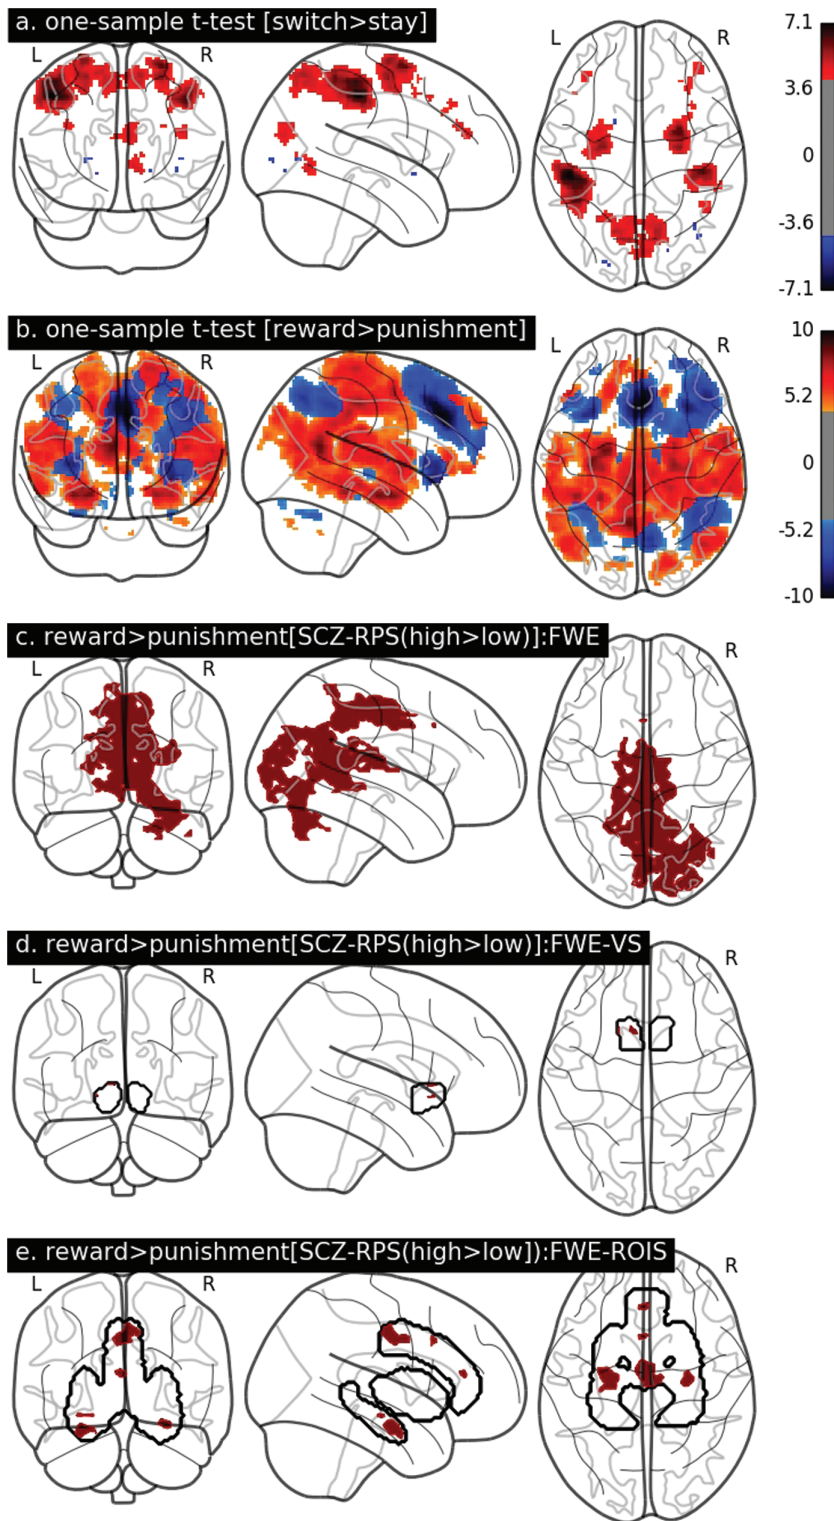 a. one-sample t-test [switch>stay]
L R L R
7.1
3.6
0
-3.6
-7.1
b. one-sample t-test [reward>punishment]
L R L R
10
5.2
0
-5.2
-10
c. reward>punishment[SCZ-RPS(high>low)]:FWE
L R R
d. reward>punishment[SCZ-RPS(high>low)]:FWE-VS
L R R
e. reward>punishment[SCZ-RPS(high>low]):FWE-ROIS
L R R